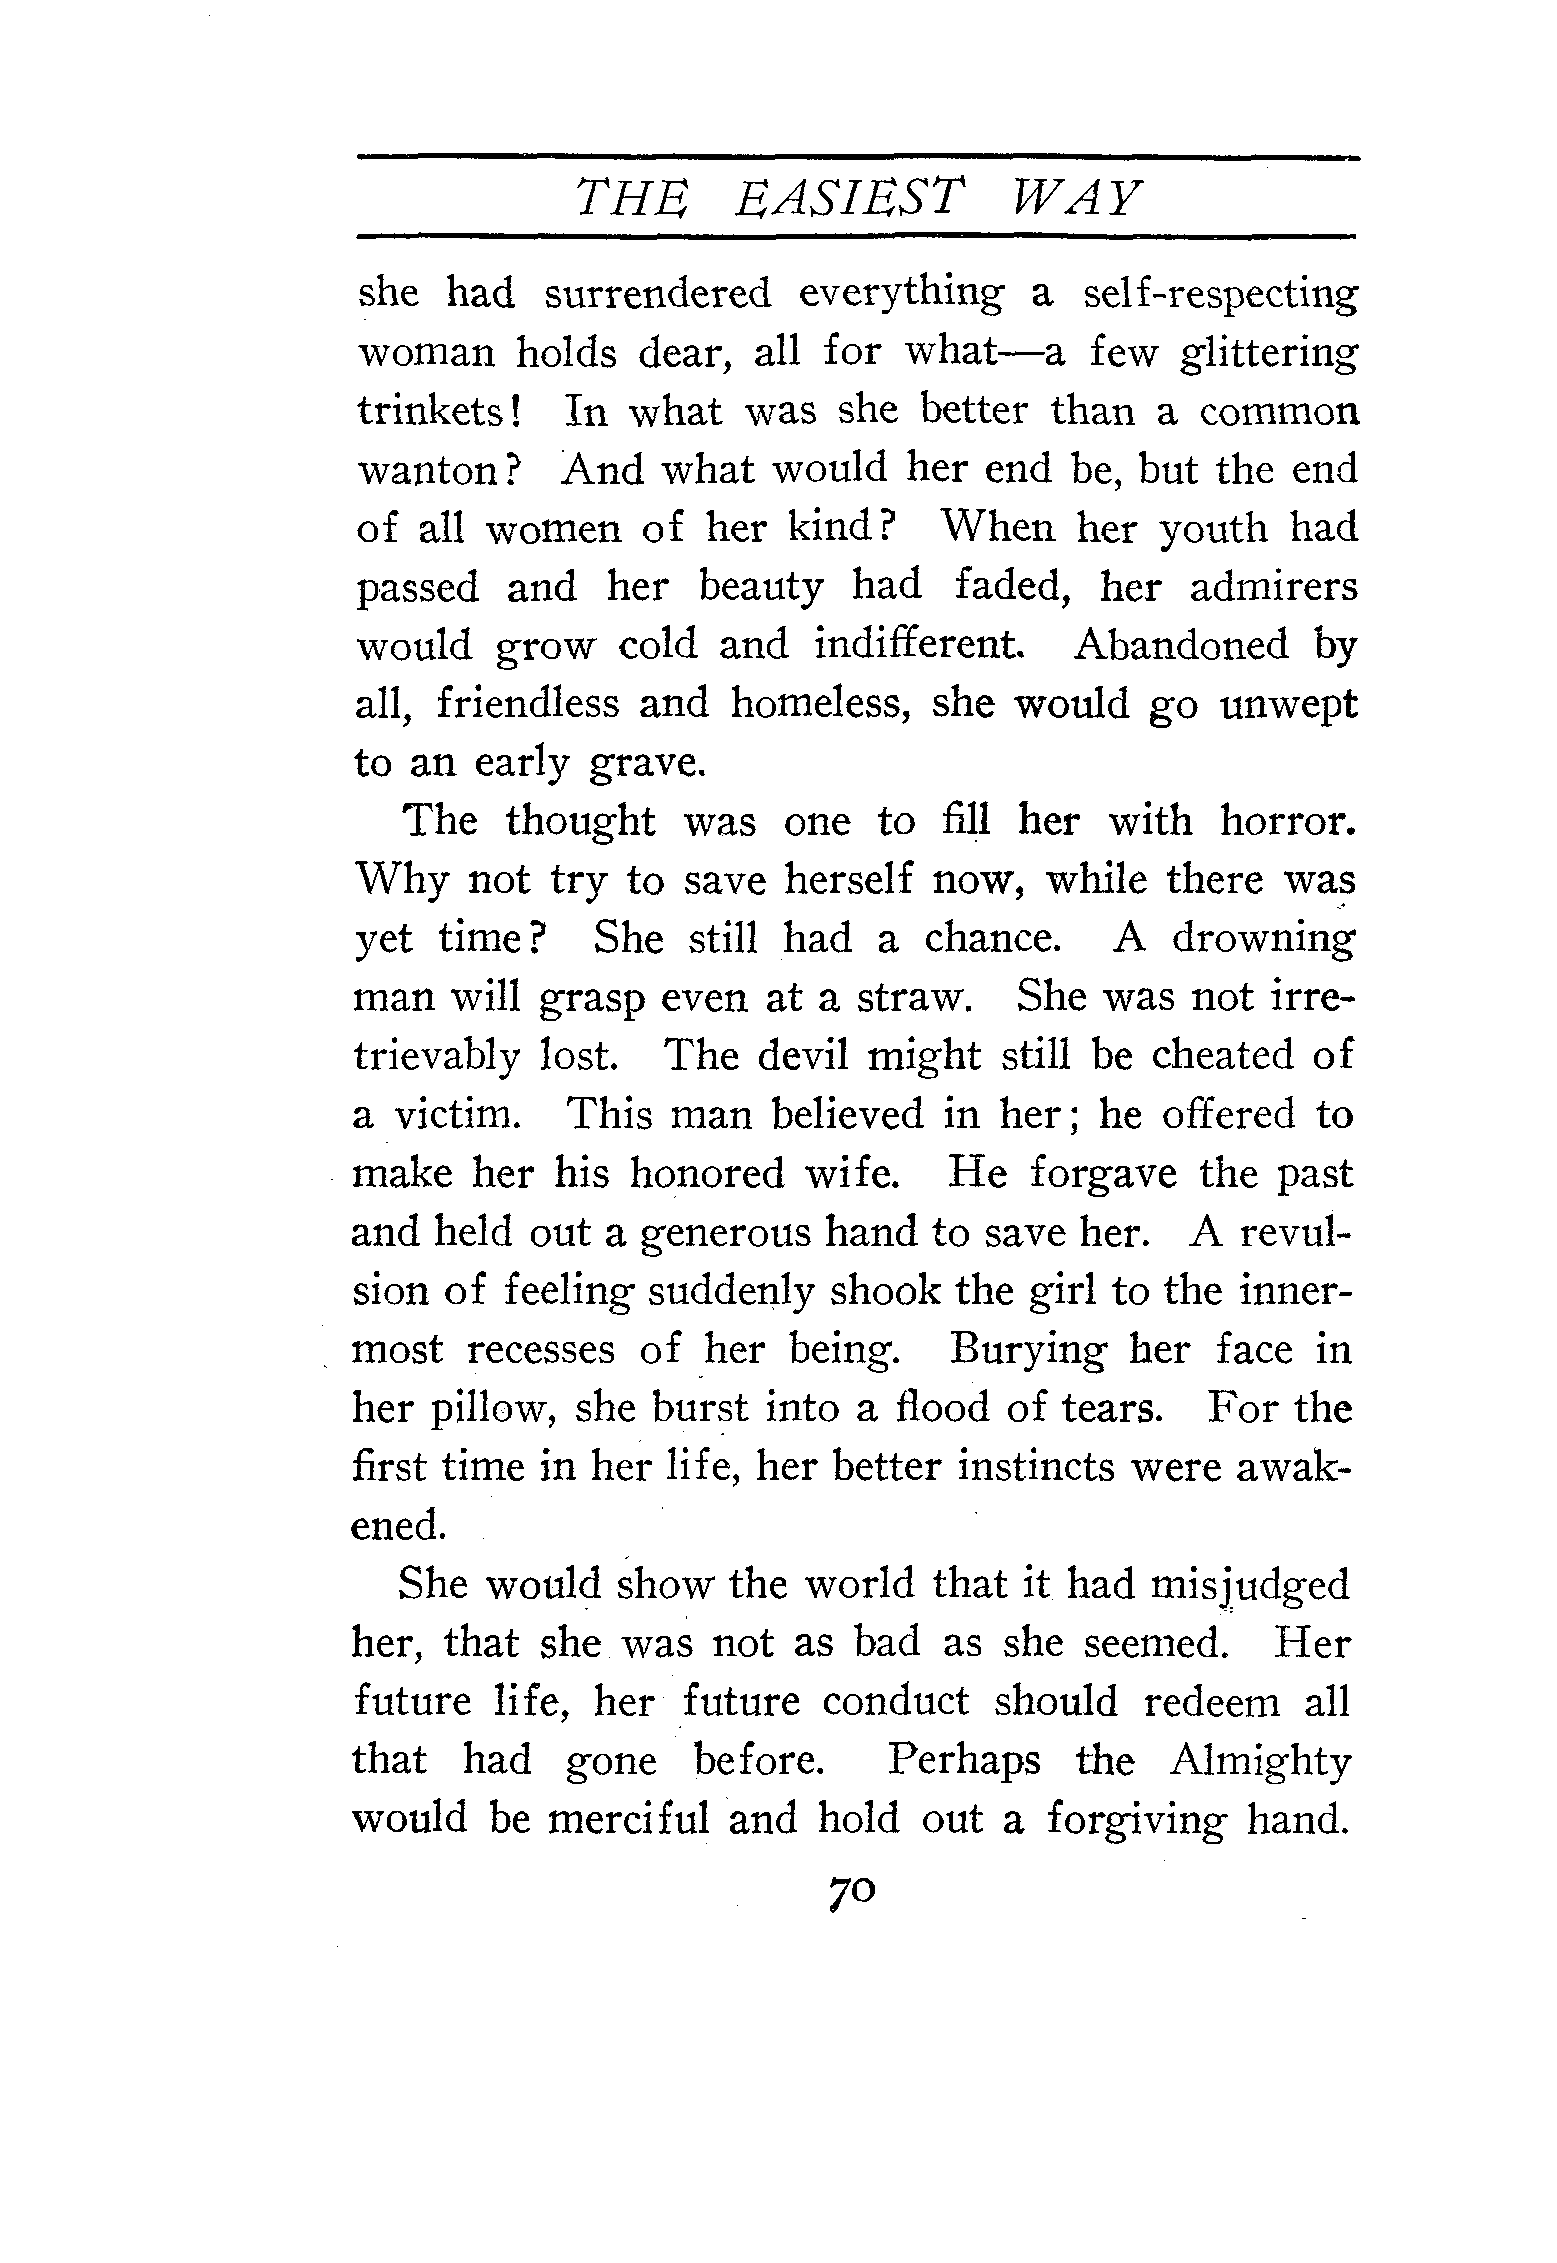 THE EASIEST WAY
she had surrendered everything a self-respecting
woman holds dear, all for what—a few glittering
trinkets! In what was she better than a common
wanton? And what would her end be, but the end
of all women of her kind? When her youth had
passed and her beauty had faded, her admirers
would grow cold and indifferent. Abandoned by
all, friendless and homeless, she would go unwept
to an early grave.
The thought was one to fill her with horror.
Why not try to save herself now, while there was
yet time? She still had a chance. A drowning
man will grasp even at a straw. She was not irre-
trievably lost. The devil might still be cheated of
a victim. This man believed in her; he offered to
make her his honored wife. He forgave the past
and held out a generous hand to save her. A revul-
sion of feeling suddenly shook the girl to the inner-
most recesses of her being. Burying her face in
her pillow, she burst into a flood of tears. For the
first time in her life, her better instincts were awak-
ened.
She would show the world that it had misjudged
her, that she was not as bad as she seemed. Her
future life, her future conduct should redeem all
that had gone before. Perhaps the Almighty
would be merciful and hold out a forgiving hand.
70